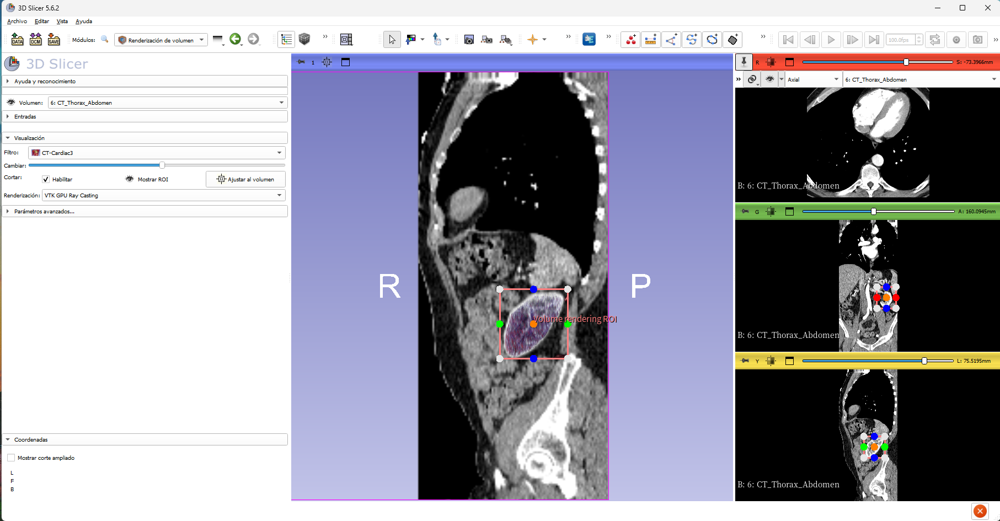 3D Slicer 5.6.2
Archivo Editar Vista Ayuda
DATA DCM SAVE Módulos: Renderización de volumen 100.0fps
3D Slicer
Ayuda y reconocimiento
Volumen: 6: CT_Thorax_Abdomen
Entradas
Visualización
Filtro: CT-Cardiac3
Cambiar:
Cortar: Habilitar Mostrar ROI Ajustar al volumen
Renderización: VTK GPU Ray Casting
Parámetros avanzados...
Coordenadas
Mostrar corte ampliado
L
F
B
1
R P
Volume rendering ROI
R S: -73.3966mm
Axial 6: CT_Thorax_Abdomen
B: 6: CT_Thorax_Abdomen
G A: 160.0945mm
B: 6: CT_Thorax_Abdomen
Y L: 75.5195mm
B: 6: CT_Thorax_Abdomen